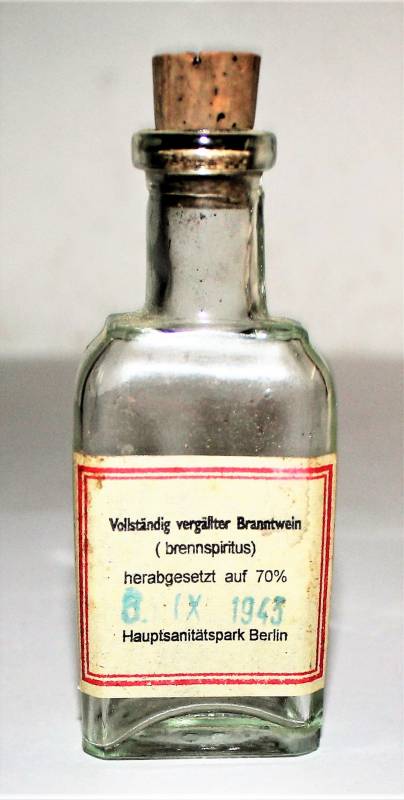 Vollständig vergällter Branntwein
( brennspiritus)
herabgesetzt auf 70%
8. IX 1943
Hauptsanitätspark Berlin